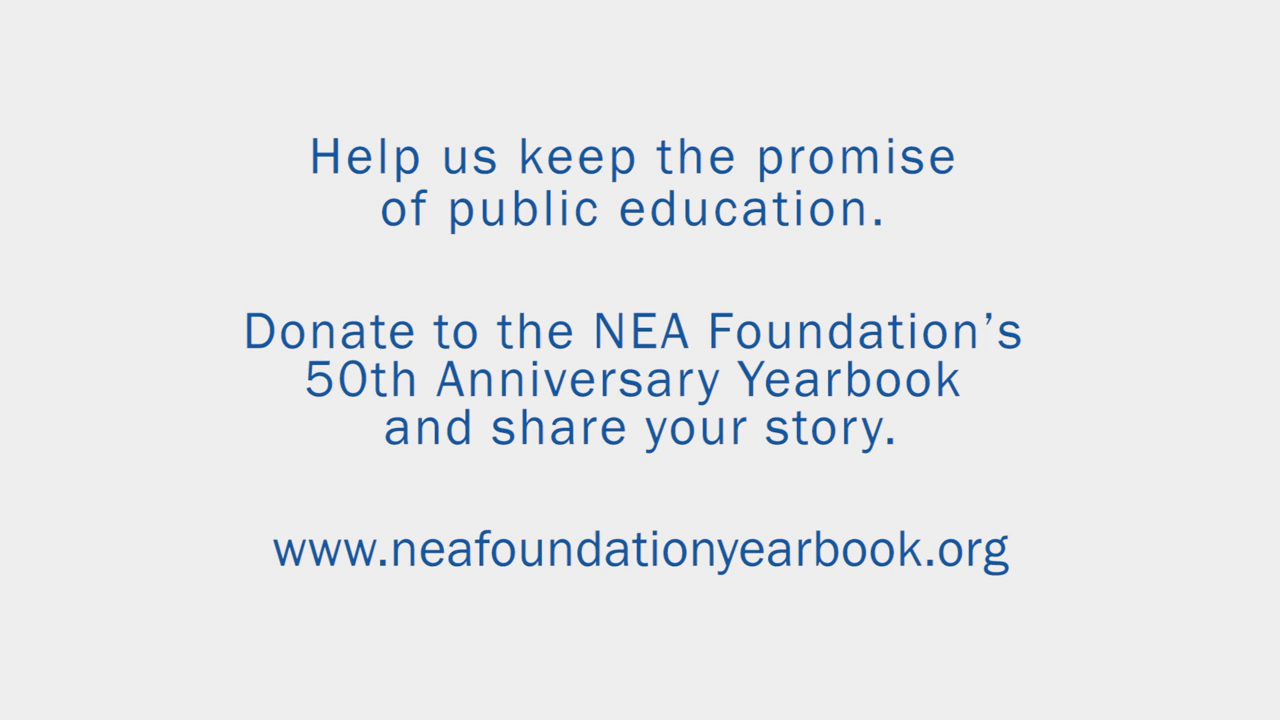 Help us keep the promise
of public education.
Donate to the NEA Foundation’s
50th Anniversary Yearbook
and share your story.
www.neafoundationyearbook.org